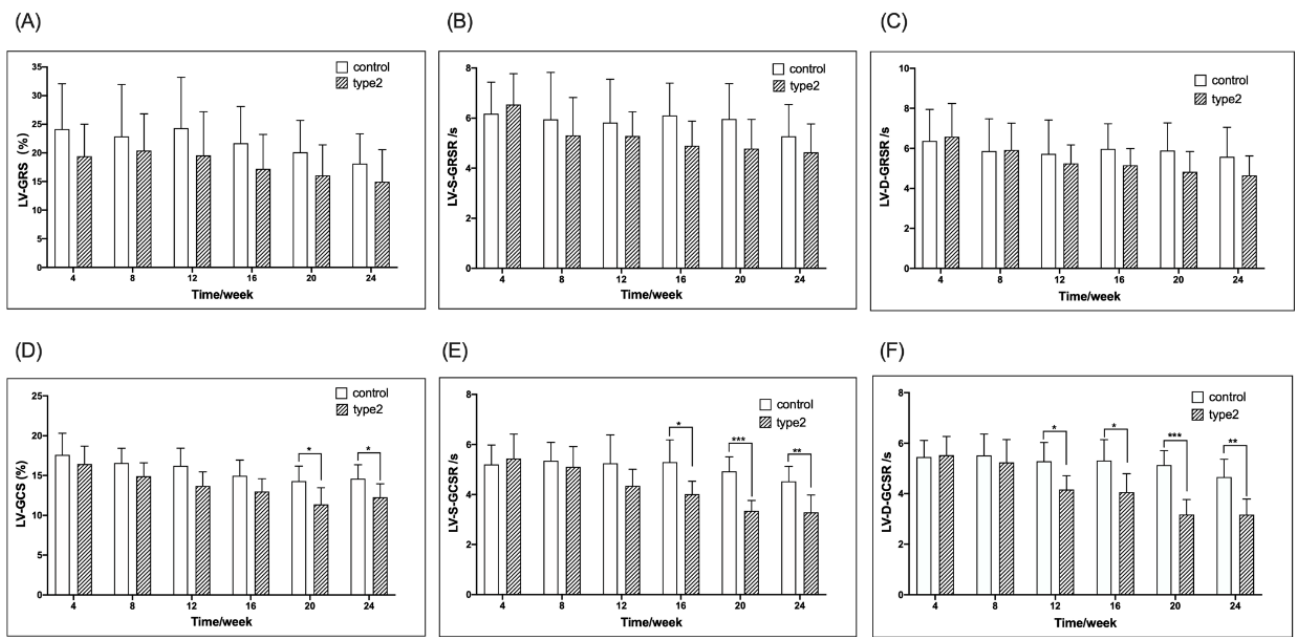 (A)
(B)
(C)
control
type2
LV-GRS (%)
35
30
25
20
15
10
5
0
4 8 12 16 20 24
Time/week
control
type2
LV-S-GRSR /s
8
6
4
2
0
4 8 12 16 20 24
Time/week
control
type2
LV-D-GRSR /s
10
8
6
4
2
0
4 8 12 16 20 24
Time/week
(D)
(E)
(F)
control
type2
LV-GCS (%)
25
20
15
10
5
0
* *
4 8 12 16 20 24
Time/week
control
type2
LV-S-GCSR /s
8
6
4
2
0
* *** **
4 8 12 16 20 24
Time/week
control
type2
LV-D-GCSR /s
8
6
4
2
0
* * *** **
4 8 12 16 20 24
Time/week